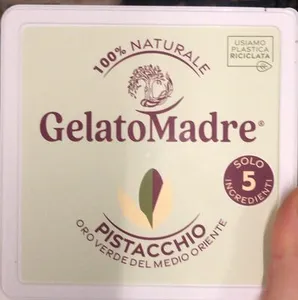 100% NATURALE
USIAMO
PLASTICA
RICICLATA
GelatoMadre®
SOLO
5
INGREDIENTI
PISTACCHIO
ORO VERDE DEL MEDIO ORIENTE